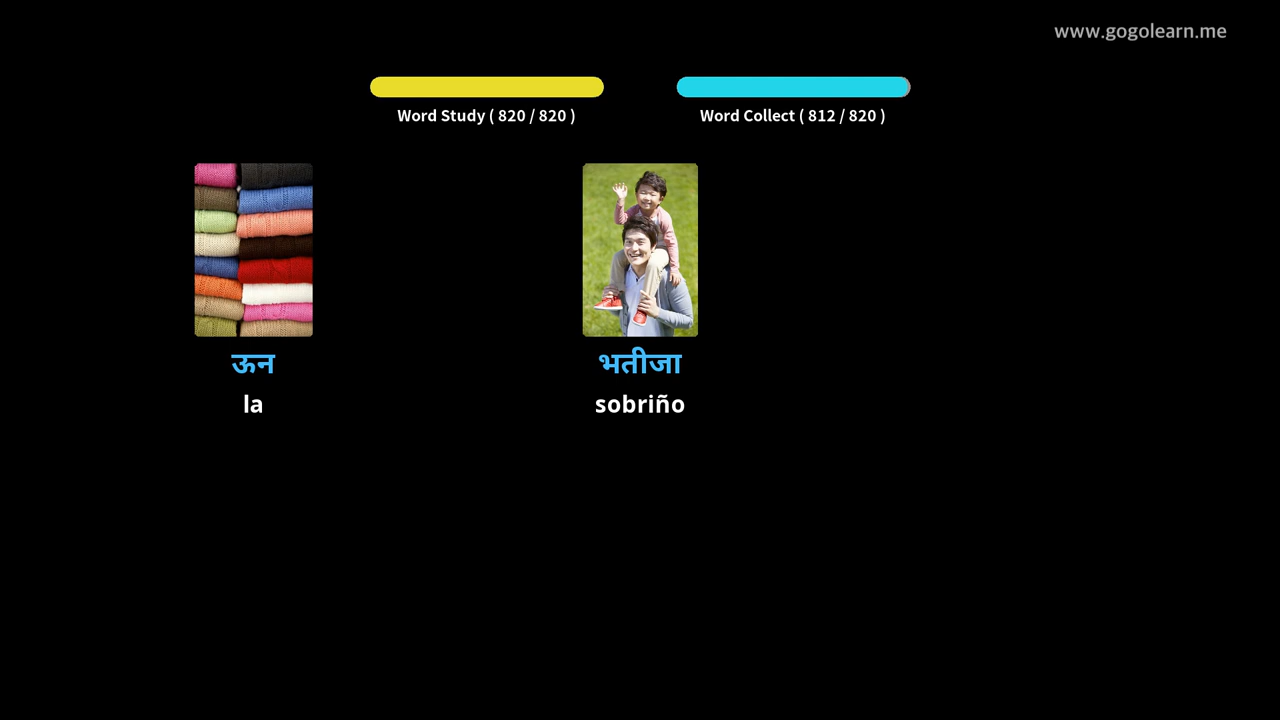 www.gogolearn.me
Word Study ( 820 / 820 )
Word Collect ( 812 / 820 )
ऊन
la
भतीजा
sobriño